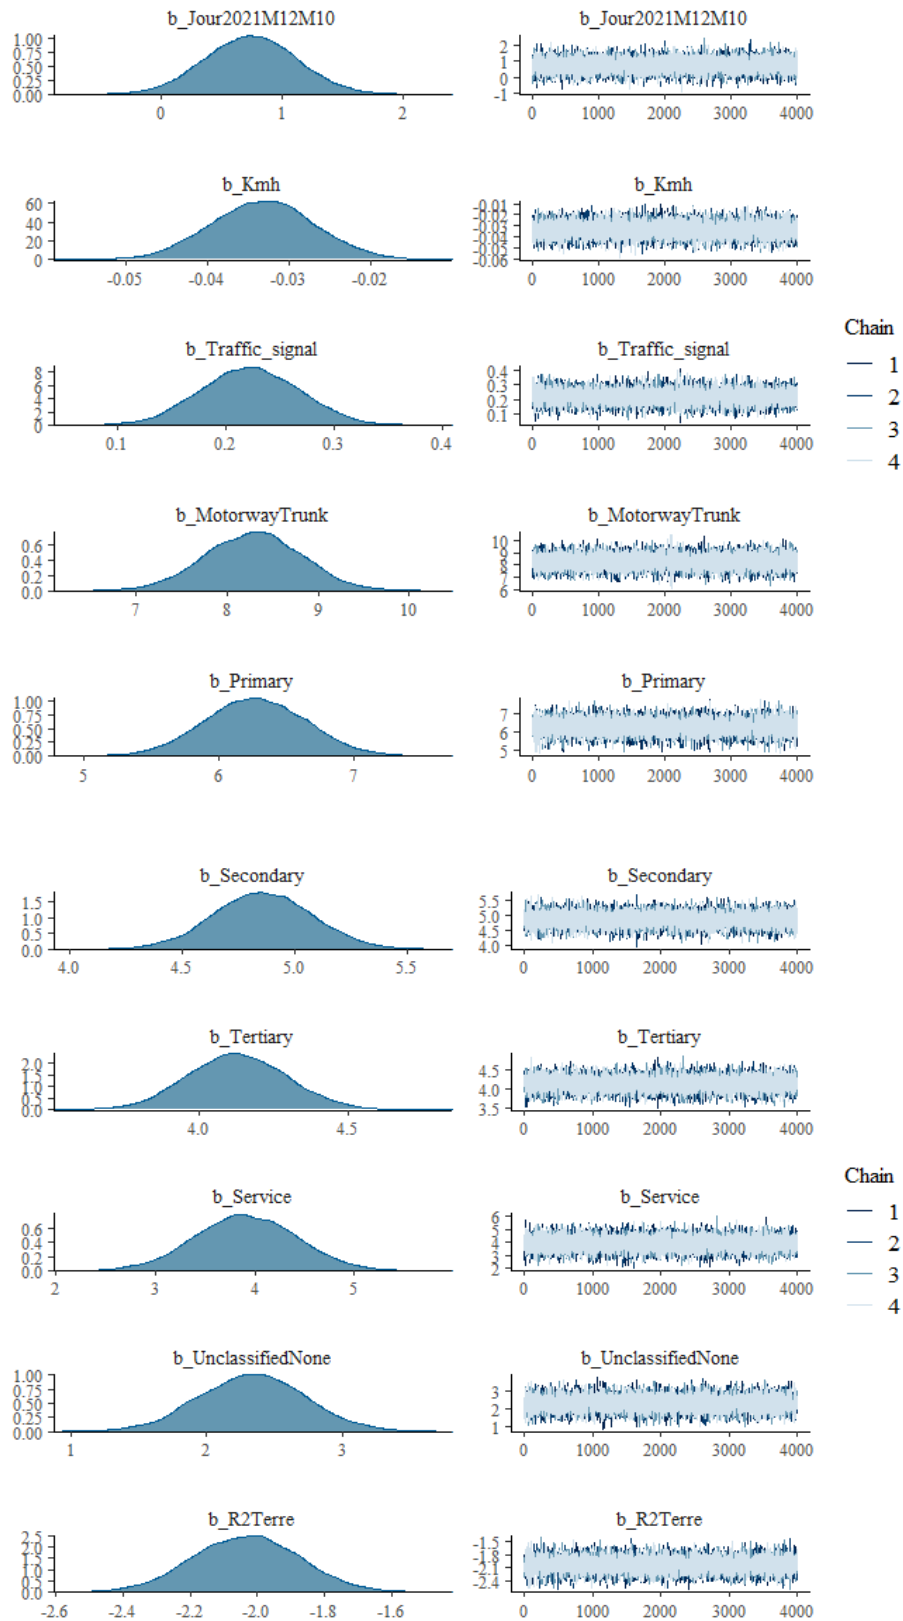 b_Jour2021M12M10 b_Jour2021M12M10
1.00 0.75 0.50 0.25 0.00
0 1 2
2 1 0 -1
0 1000 2000 3000 4000
b_Kmh b_Kmh
60 40 20 0
-0.05 -0.04 -0.03 -0.02
-0.01 -0.02 -0.03 -0.04 -0.05 -0.06
0 1000 2000 3000 4000
b_Traffic_signal b_Traffic_signal
8 6 4 2 0
0.1 0.2 0.3 0.4
0.4 0.3 0.2 0.1
0 1000 2000 3000 4000
Chain
1
2
3
4
b_MotorwayTrunk b_MotorwayTrunk
0.6 0.4 0.2 0.0
7 8 9 10
10 9 8 7 6
0 1000 2000 3000 4000
b_Primary b_Primary
1.00 0.75 0.50 0.25 0.00
5 6 7
7 6 5
0 1000 2000 3000 4000
b_Secondary b_Secondary
1.5 1.0 0.5 0.0
4.0 4.5 5.0 5.5
5.5 5.0 4.5 4.0
0 1000 2000 3000 4000
b_Tertiary b_Tertiary
2.0 1.5 1.0 0.5 0.0
4.0 4.5
4.5 4.0 3.5
0 1000 2000 3000 4000
Chain
1
2
3
4
b_Service b_Service
0.6 0.4 0.2 0.0
2 3 4 5
6 5 4 3 2
0 1000 2000 3000 4000
b_UnclassifiedNone b_UnclassifiedNone
1.00 0.75 0.50 0.25 0.00
1 2 3
3 2 1
0 1000 2000 3000 4000
b_R2Terre b_R2Terre
2.5 2.0 1.5 1.0 0.5 0.0
-2.6 -2.4 -2.2 -2.0 -1.8 -1.6
-1.5 -1.8 -2.1 -2.4
0 1000 2000 3000 4000